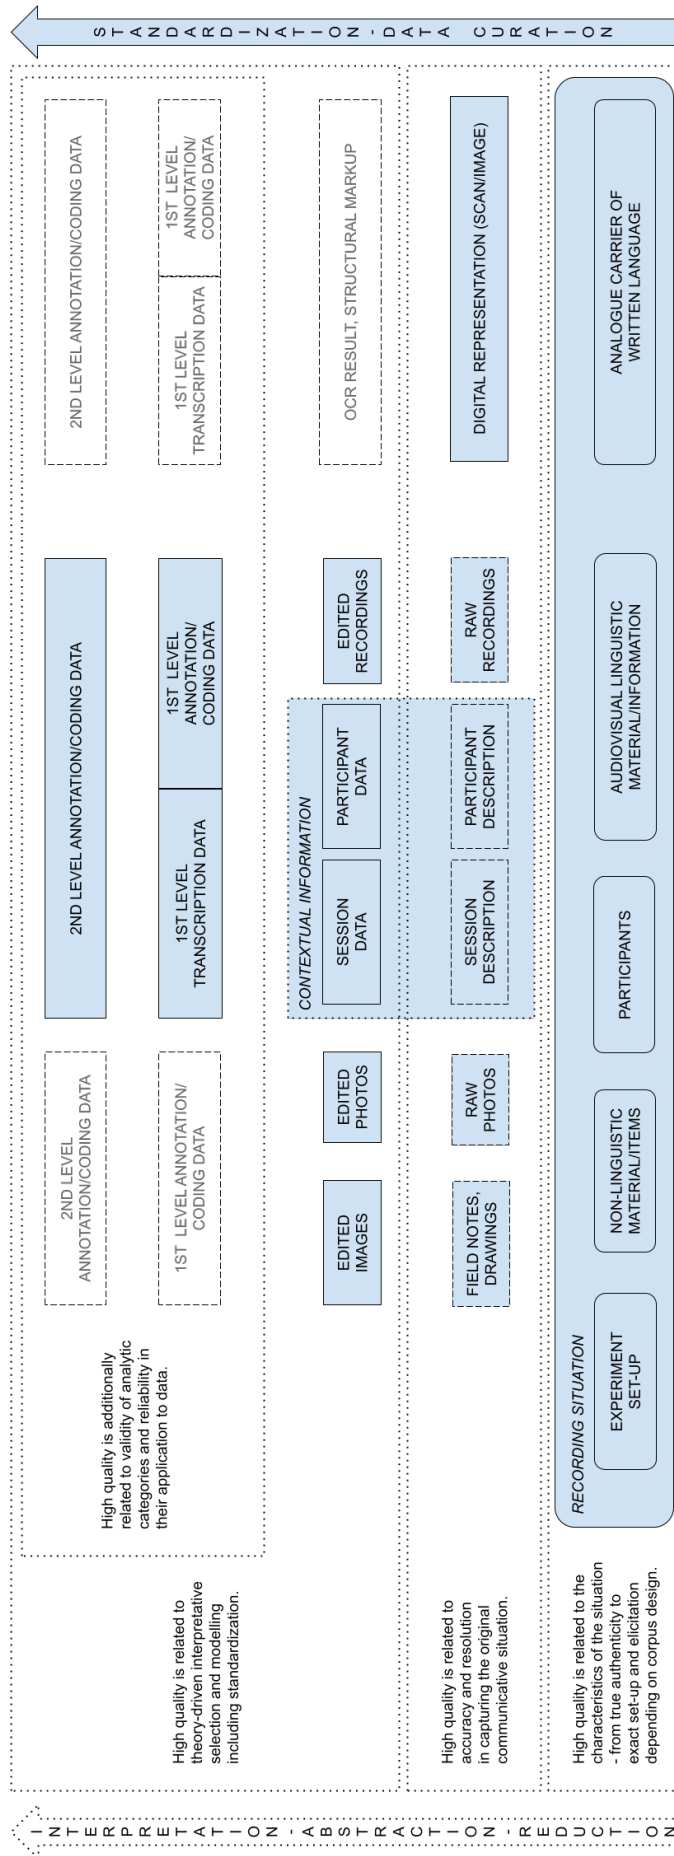 INTERPRETATION-ABSTRACTION-REDUCTION
High quality is additionally
related to validity of analytic
categories and reliability in
their application to data.
2ND LEVEL
ANNOTATION/CODING DATA
2ND LEVEL ANNOTATION/CODING DATA
2ND LEVEL ANNOTATION/CODING DATA
1ST LEVEL ANNOTATION/
CODING DATA
1ST LEVEL
TRANSCRIPTION DATA
1ST LEVEL
ANNOTATION/
CODING DATA
1ST LEVEL
TRANSCRIPTION DATA
1ST LEVEL
ANNOTATION/
CODING DATA
High quality is related to
theory-driven interpretative
selection and modelling
including standardization.
CONTEXTUAL INFORMATION
EDITED
IMAGES
EDITED
PHOTOS
SESSION
DATA
PARTICIPANT
DATA
EDITED
RECORDINGS
OCR RESULT, STRUCTURAL MARKUP
High quality is related to
accuracy and resolution
in capturing the original
communicative situation.
FIELD NOTES,
DRAWINGS
RAW
PHOTOS
SESSION
DESCRIPTION
PARTICIPANT
DESCRIPTION
RAW
RECORDINGS
DIGITAL REPRESENTATION (SCAN/IMAGE)
High quality is related to the
characteristics of the situation
- from true authenticity to
exact set-up and elicitation
depending on corpus design.
RECORDING SITUATION
EXPERIMENT
SET-UP
NON-LINGUISTIC
MATERIAL/ITEMS
PARTICIPANTS
AUDIOVISUAL LINGUISTIC
MATERIAL/INFORMATION
ANALOGUE CARRIER OF
WRITTEN LANGUAGE
STANDARDIZATION-DATA CURATION